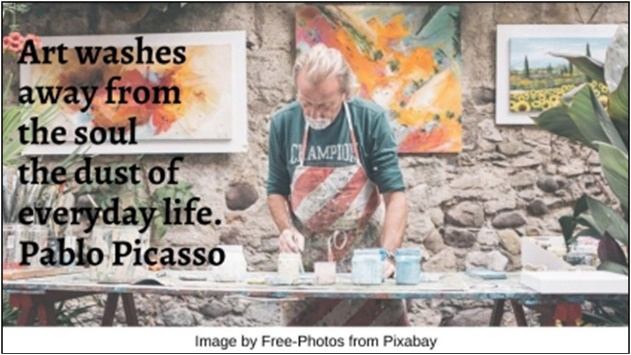 Art washes
away from
the soul
the dust of
everyday life.
Pablo Picasso
CHAMPION
Image by Free-Photos from Pixabay